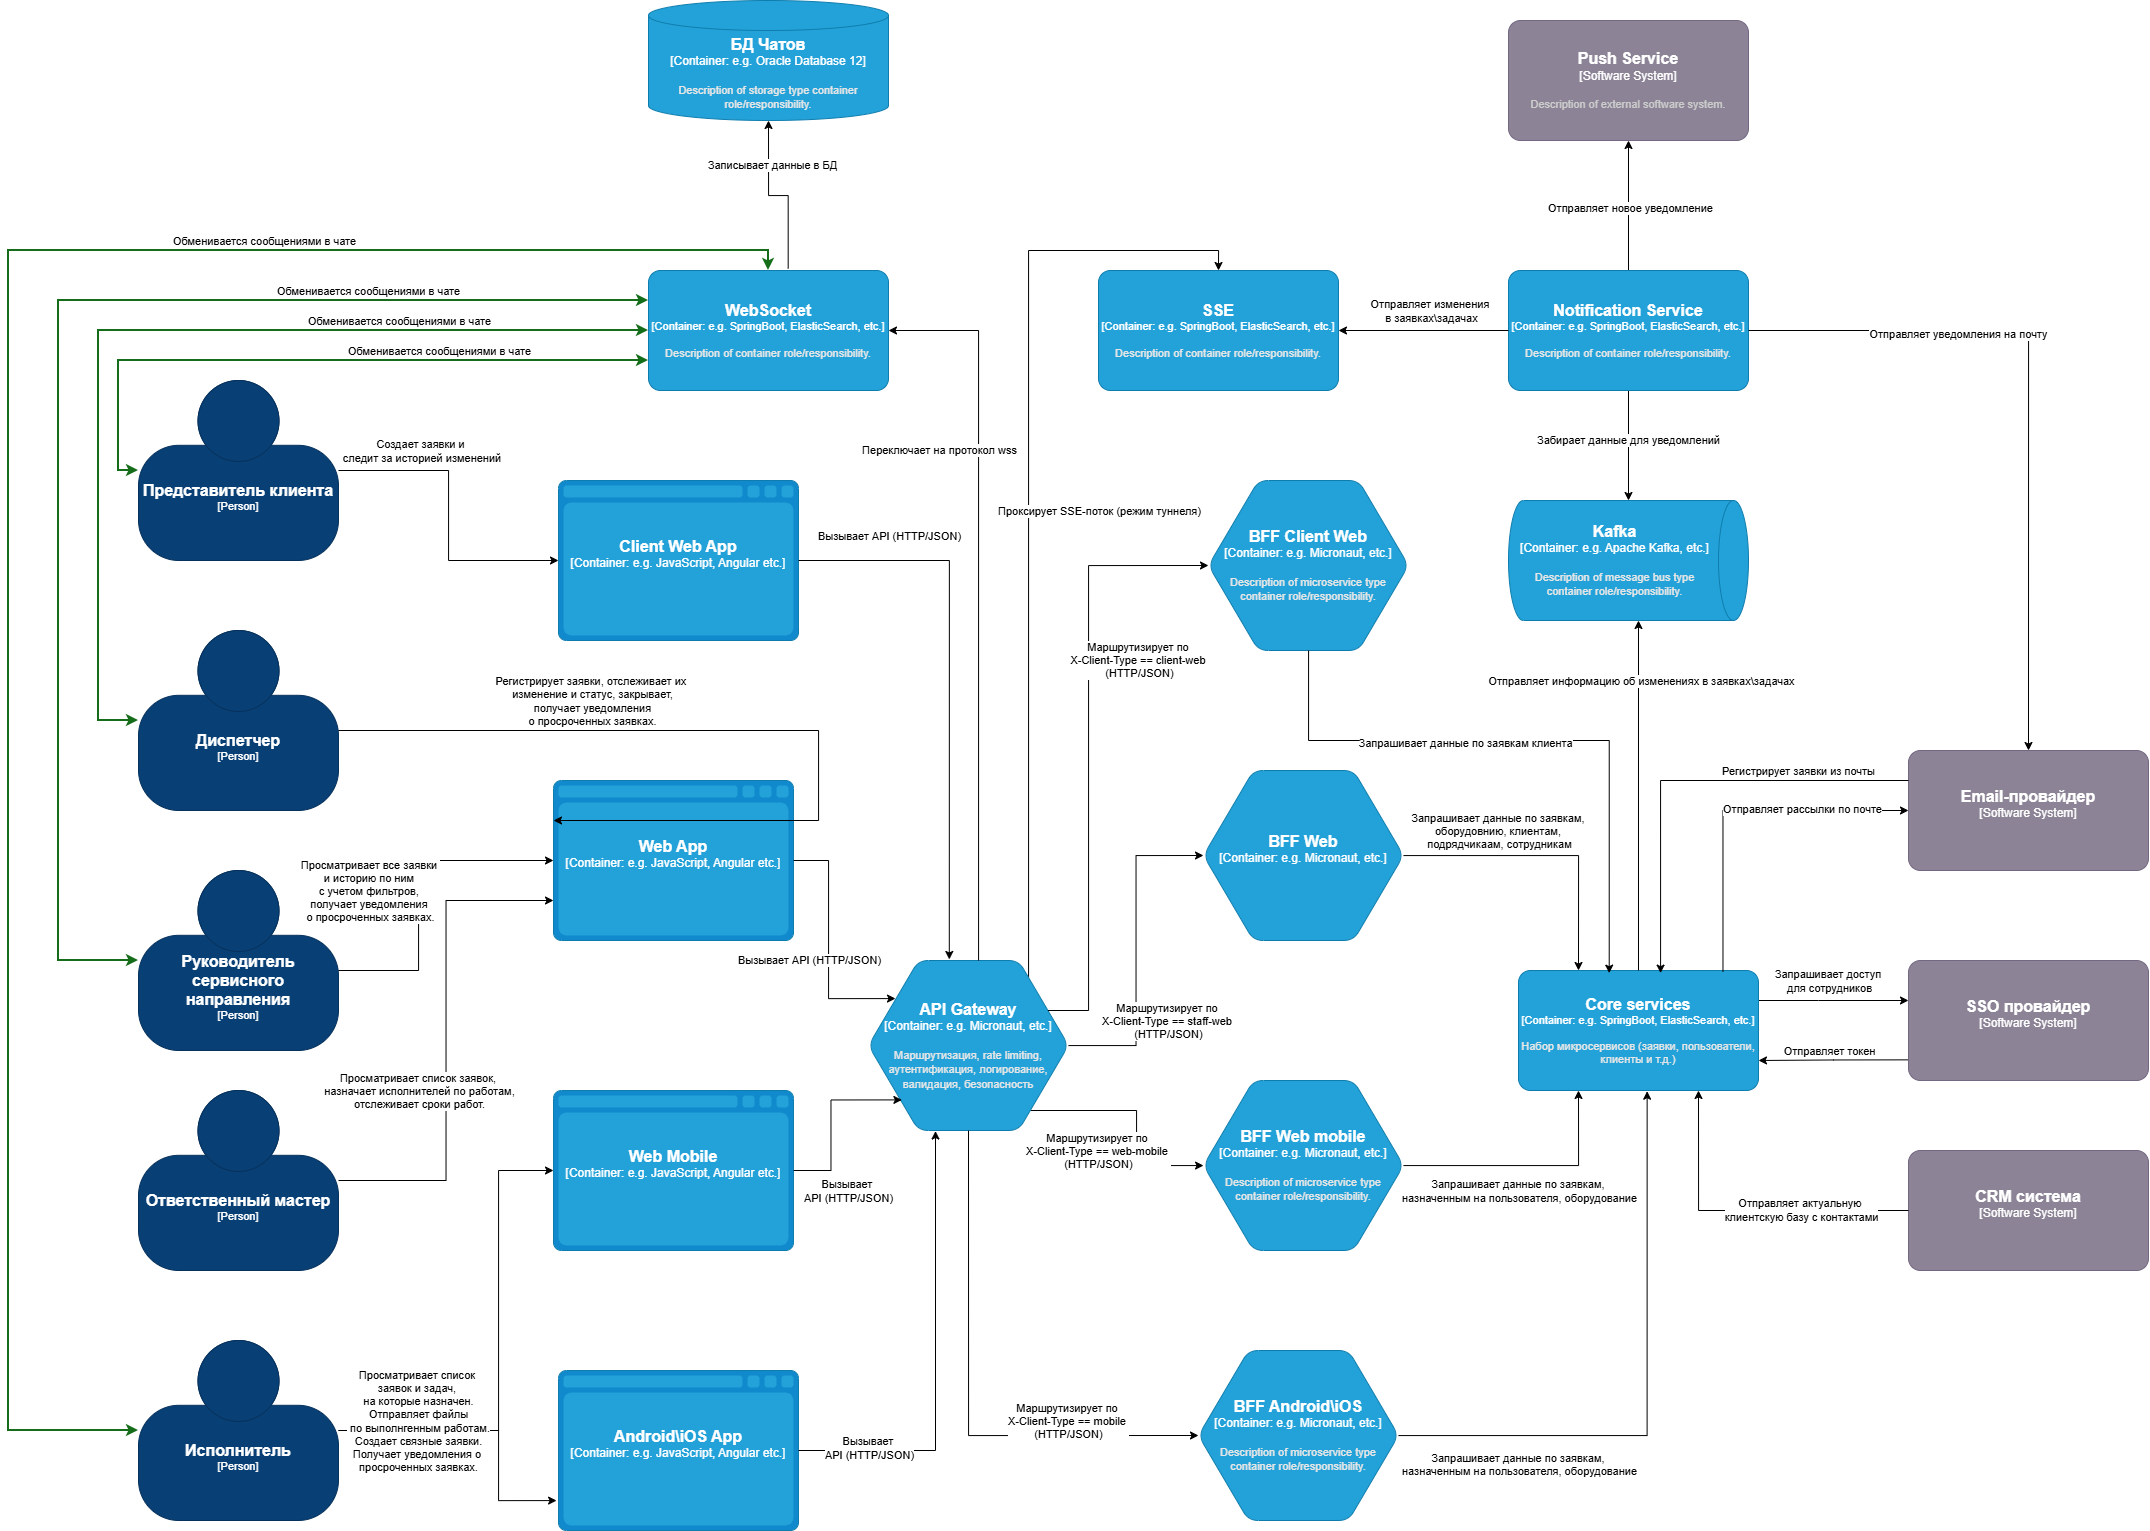 БД Чатов
[Container: e.g. Oracle Database 12]
Description of storage type container
role/responsibility.
Push Service
[Software System]
Description of external software system.
Записывает данные в БД
Отправляет новое уведомление
Обменивается сообщениями в чате
Обменивается сообщениями в чате
Обменивается сообщениями в чате
Обменивается сообщениями в чате
WebSocket
[Container: e.g. SpringBoot, ElasticSearch, etc.]
Description of container role/responsibility.
SSE
[Container: e.g. SpringBoot, ElasticSearch, etc.]
Description of container role/responsibility.
Отправляет изменения
в заявках\задачах
Notification Service
[Container: e.g. SpringBoot, ElasticSearch, etc.]
Description of container role/responsibility.
Отправляет уведомления на почту
Представитель клиента
[Person]
Создает заявки и
следит за историей изменений
Переключает на протокол wss
Забирает данные для уведомлений
Client Web App
[Container: e.g. JavaScript, Angular etc.]
Вызывает API (HTTP/JSON)
Проксирует SSE-поток (режим туннеля)
BFF Client Web
[Container: e.g. Micronaut, etc.]
Description of microservice type
container role/responsibility.
Kafka
[Container: e.g. Apache Kafka, etc.]
Description of message bus type
container role/responsibility.
Маршрутизирует по
X-Client-Type == client-web
(HTTP/JSON)
Отправляет информацию об изменениях в заявках\задачах
Диспетчер
[Person]
Регистрирует заявки, отслеживает их
изменение и статус, закрывает,
получает уведомления
о просроченных заявках.
Запрашивает данные по заявкам клиента
Регистрирует заявки из почты
Отправляет рассылки по почте
Email-провайдер
[Software System]
Web App
[Container: e.g. JavaScript, Angular etc.]
BFF Web
[Container: e.g. Micronaut, etc.]
Запрашивает данные по заявкам,
оборудовнию, клиентам,
подрядчикаам, сотрудникам
Просматривает все заявки
и историю по ним
с учетом фильтров,
получает уведомления
о просроченных заявках.
Руководитель
сервисного
направления
[Person]
Вызывает API (HTTP/JSON)
API Gateway
[Container: e.g. Micronaut, etc.]
Маршрутизация, rate limiting,
аутентификация, логирование,
валидация, безопасность
Маршрутизирует по
X-Client-Type == staff-web
(HTTP/JSON)
Core services
[Container: e.g. SpringBoot, ElasticSearch, etc.]
Набор микросервисов (заявки, пользователи,
клиенты и т.д.)
Запрашивает доступ
для сотрудников
Отправляет токен
SSO провайдер
[Software System]
Просматривает список заявок,
назначает исполнителей по работам,
отслеживает сроки работ.
Ответственный мастер
[Person]
Web Mobile
[Container: e.g. JavaScript, Angular etc.]
Вызывает
API (HTTP/JSON)
Маршрутизирует по
X-Client-Type == web-mobile
(HTTP/JSON)
BFF Web mobile
[Container: e.g. Micronaut, etc.]
Description of microservice type
container role/responsibility.
Запрашивает данные по заявкам,
назначенным на пользователя, оборудование
Отправляет актуальную
клиентскую базу с контактами
CRM система
[Software System]
Исполнитель
[Person]
Просматривает список
заявок и задач,
на которые назначен.
Отправляет файлы
по выполнгенным работам.
Создает связные заявки.
Получает уведомления о
просроченных заявках.
Android\iOS App
[Container: e.g. JavaScript, Angular etc.]
Вызывает
API (HTTP/JSON)
Маршрутизирует по
X-Client-Type == mobile
(HTTP/JSON)
BFF Android\iOS
[Container: e.g. Micronaut, etc.]
Description of microservice type
container role/responsibility.
Запрашивает данные по заявкам,
назначенным на пользователя, оборудование